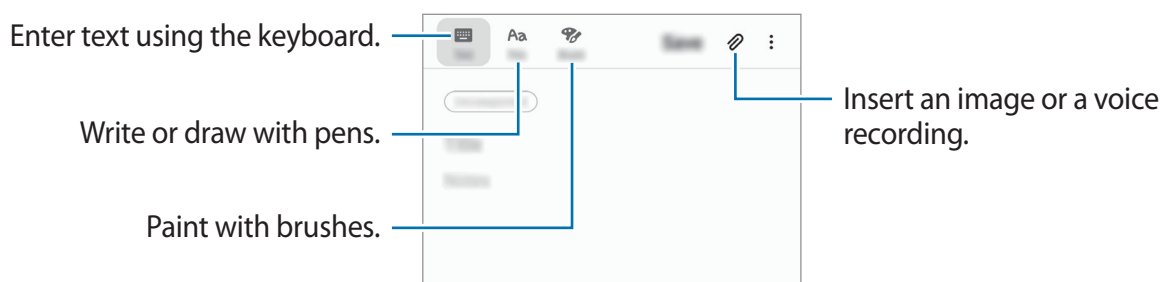 Enter text using the keyboard.
Aa
Write or draw with pens.
Paint with brushes.
Insert an image or a voice
recording.